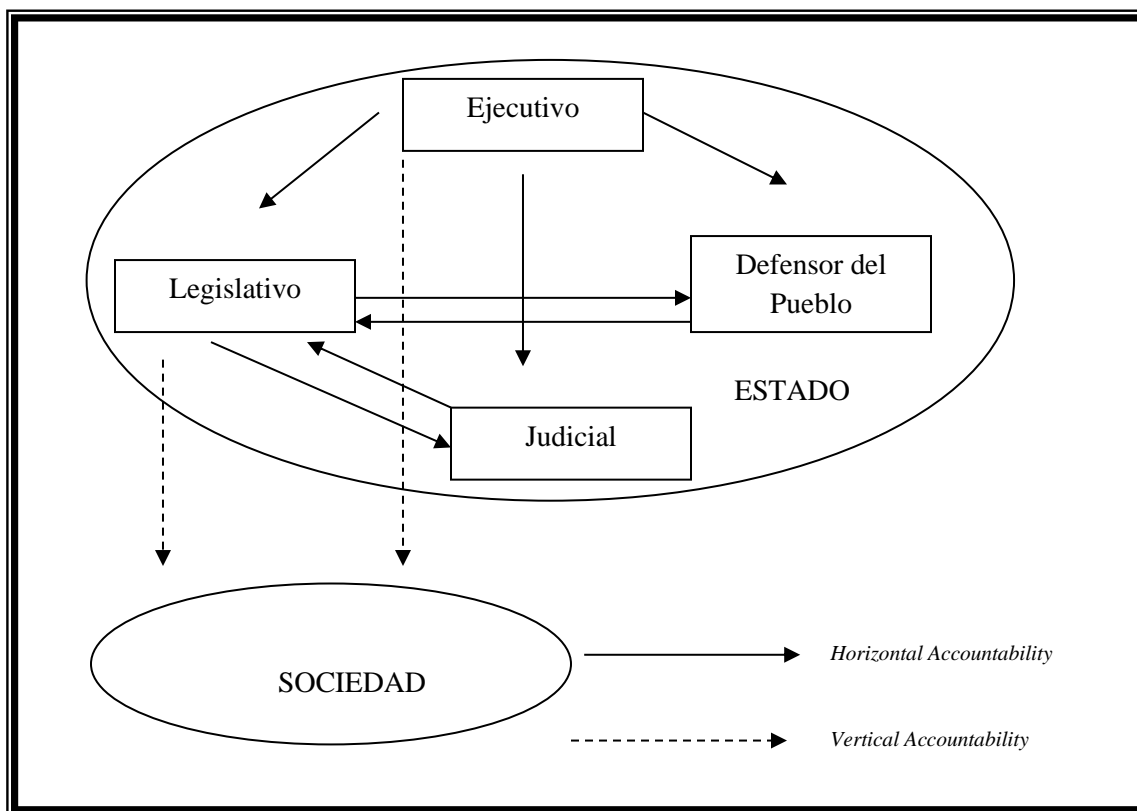 Ejecutivo
Legislativo
Defensor del
Pueblo
ESTADO
Judicial
SOCIEDAD
Horizontal Accountability
Vertical Accountability